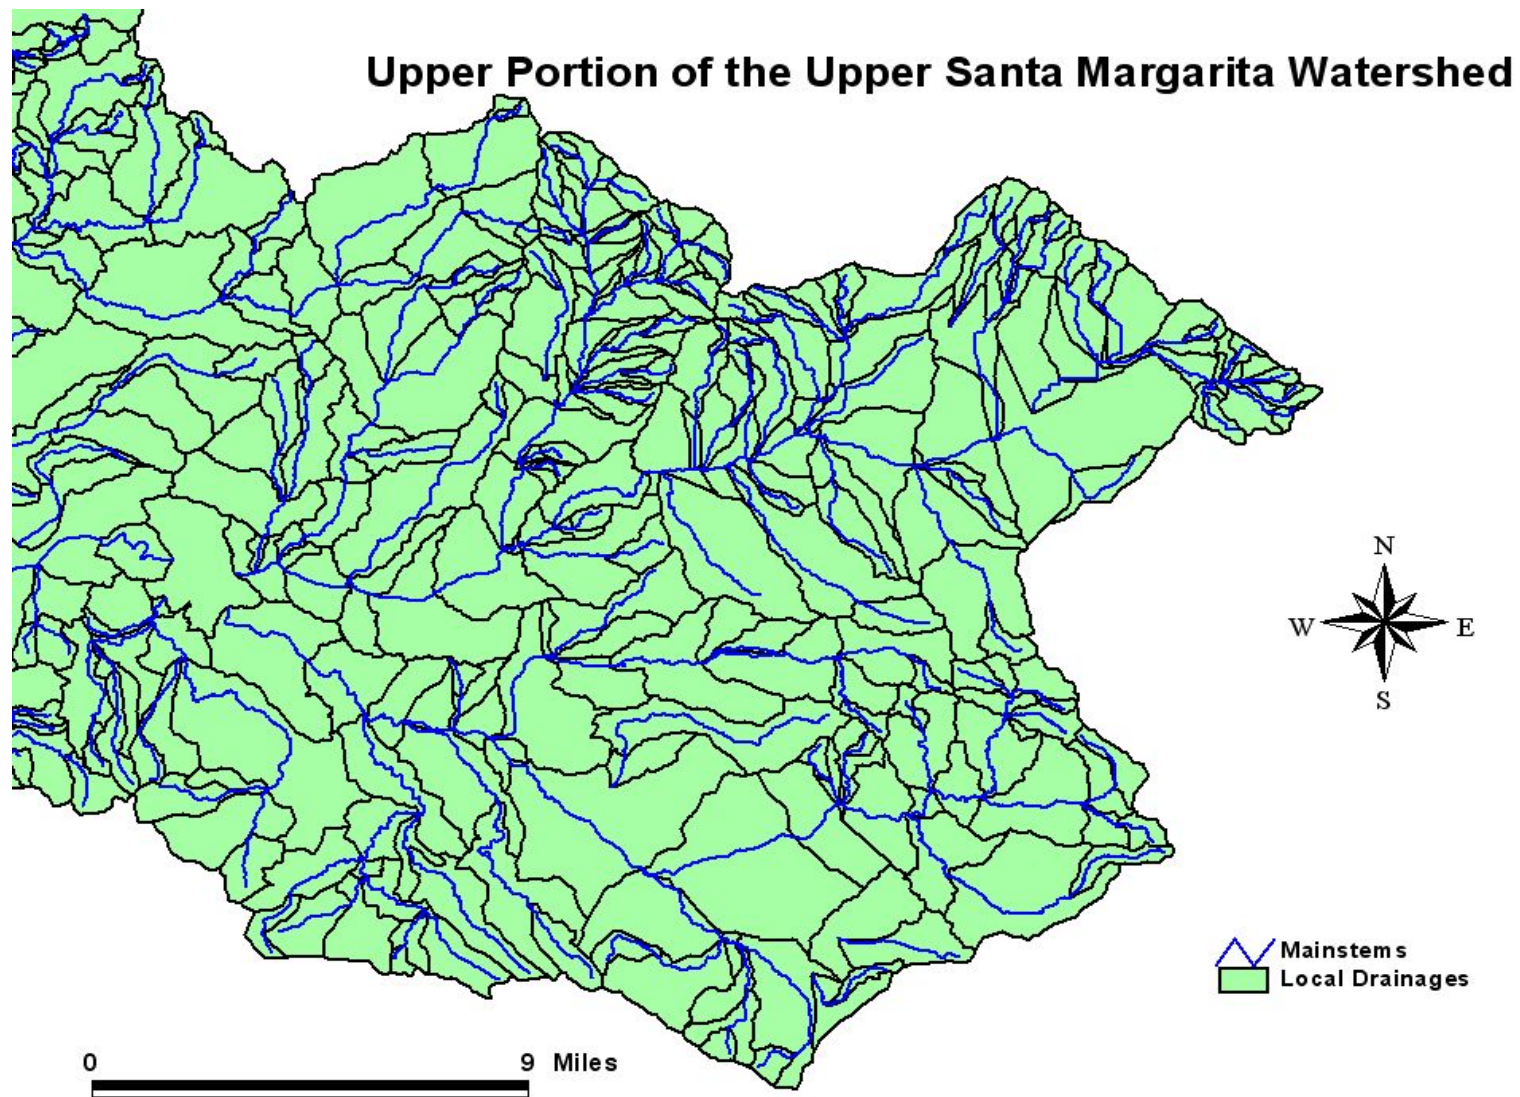 Upper Portion of the Upper Santa Margarita Watershed
N
W E
S
Mainstems
Local Drainages
0 9 Miles